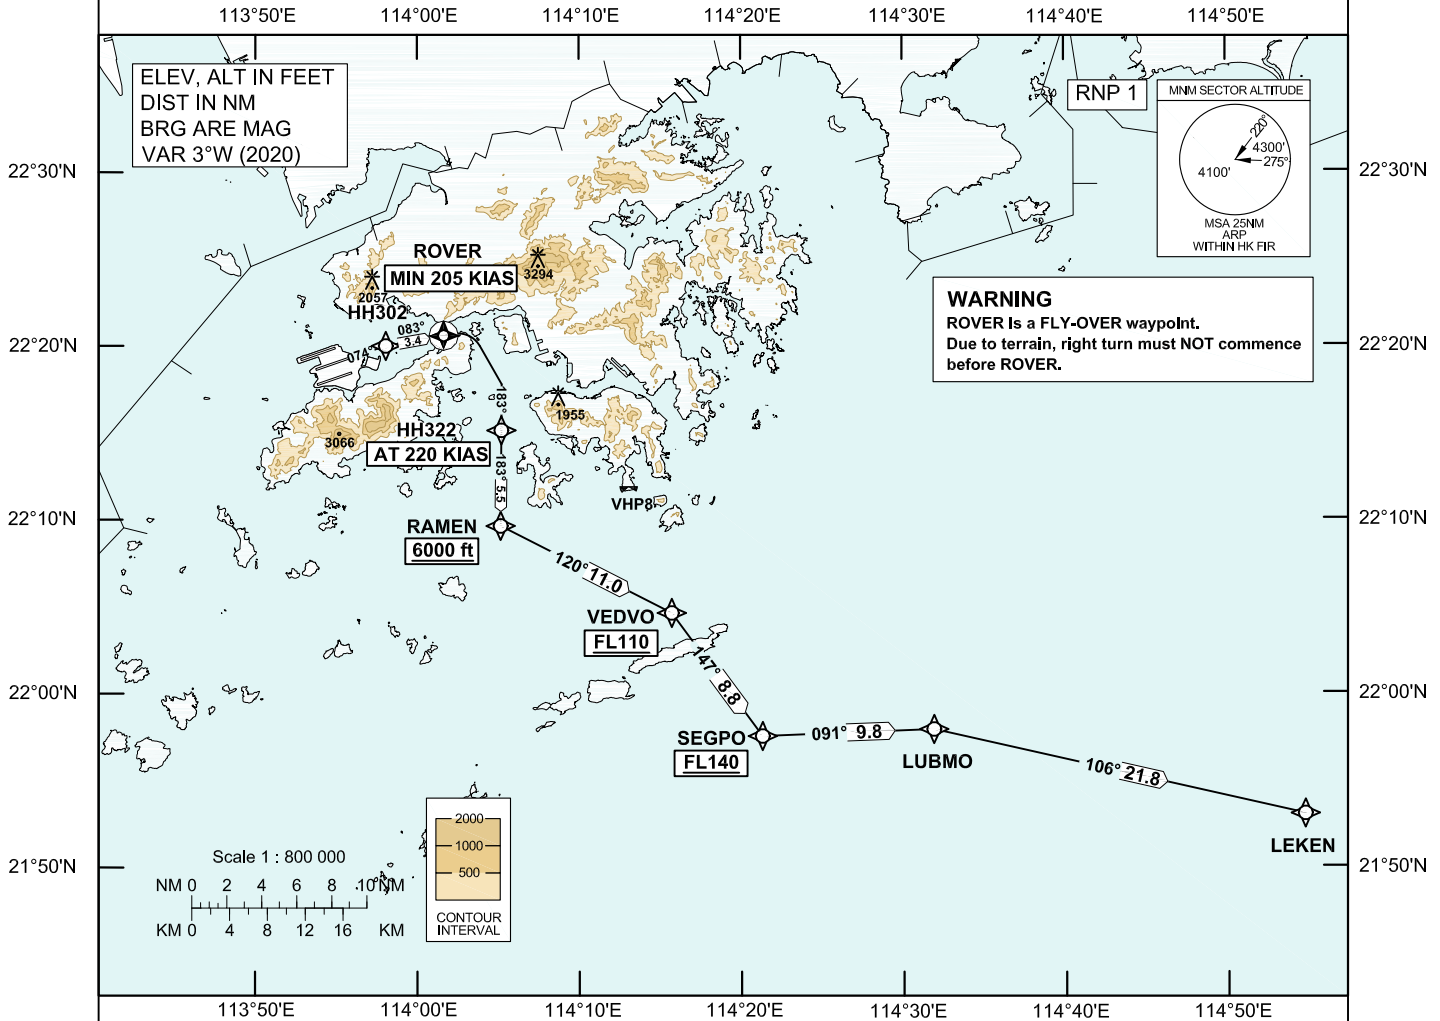 113°50'E 114°00'E 114°10'E 114°20'E 114°30'E 114°40'E 114°50'E
ELEV, ALT IN FEET
DIST IN NM
BRG ARE MAG
VAR 3°W (2020)
RNP 1
MNM SECTOR ALTITUDE
220°
4300'
275°
4100'
MSA 25NM
ARP
WITHIN HK FIR
22°30'N 22°30'N
ROVER
MIN 205 KIAS
3294
2057
HH302
083°
3.4
074°
WARNING
ROVER is a FLY-OVER waypoint.
Due to terrain, right turn must NOT commence
before ROVER.
22°20'N 22°20'N
183°
1955
3066
HH322
AT 220 KIAS
183° 5.5
VHP8
22°10'N 22°10'N
RAMEN
6000 ft
120° 11.0
VEDVO
FL110
147° 8.8
22°00'N 22°00'N
SEGPO
FL140
091° 9.8
LUBMO
106° 21.8
LEKEN
2000
1000
500
CONTOUR
INTERVAL
21°50'N 21°50'N
Scale 1 : 800 000
NM 0 2 4 6 8 10 NM
KM 0 4 8 12 16 KM
113°50'E 114°00'E 114°10'E 114°20'E 114°30'E 114°40'E 114°50'E